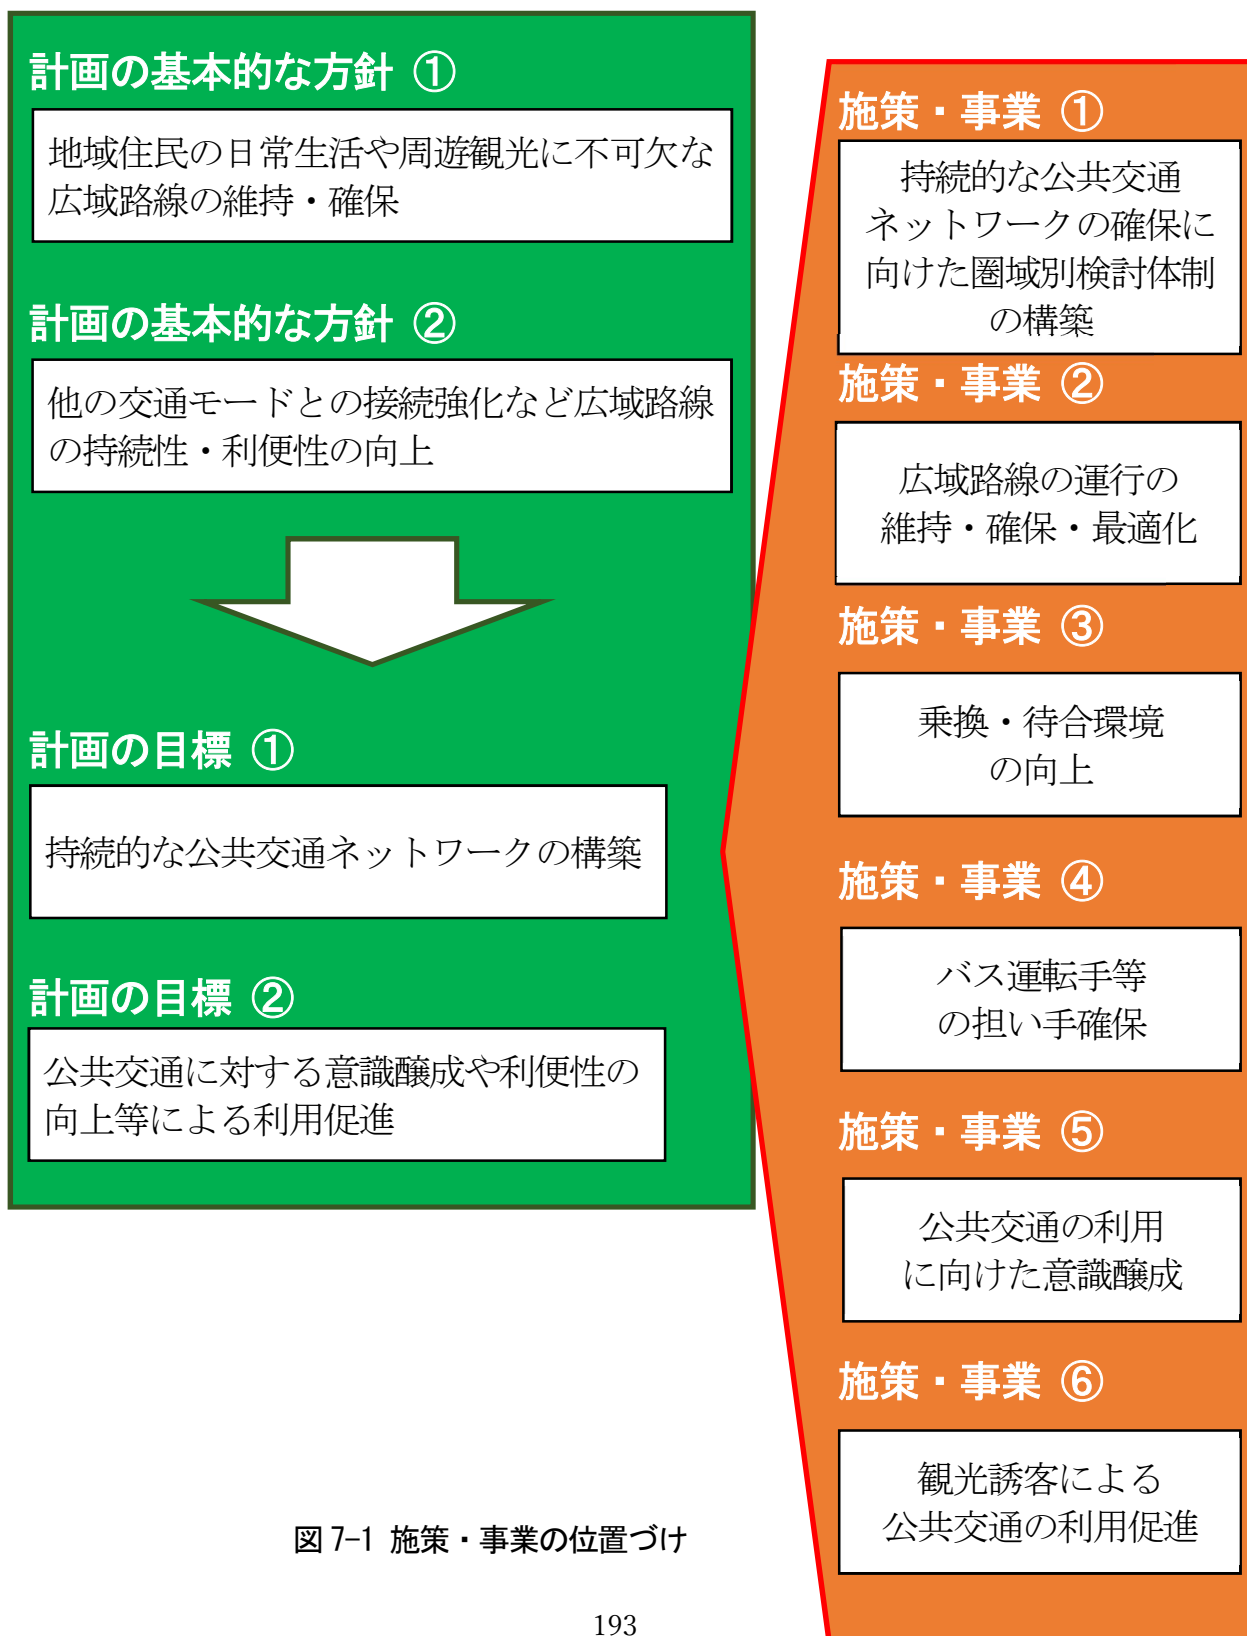 計画の基本的な方針 ①
地域住民の日常生活や周遊観光に不可欠な
広域路線の維持・確保
計画の基本的な方針 ②
他の交通モードとの接続強化など広域路線
の持続性・利便性の向上
計画の目標 ①
持続的な公共交通ネットワークの構築
計画の目標 ②
公共交通に対する意識醸成や利便性の
向上等による利用促進
施策・事業 ①
持続的な公共交通
ネットワークの確保に
向けた圏域別検討体制
の構築
施策・事業 ②
広域路線の運行の
維持・確保・最適化
施策・事業 ③
乗換・待合環境
の向上
施策・事業 ④
バス運転手等
の担い手確保
施策・事業 ⑤
公共交通の利用
に向けた意識醸成
施策・事業 ⑥
観光誘客による
公共交通の利用促進
図 7-1 施策・事業の位置づけ
193